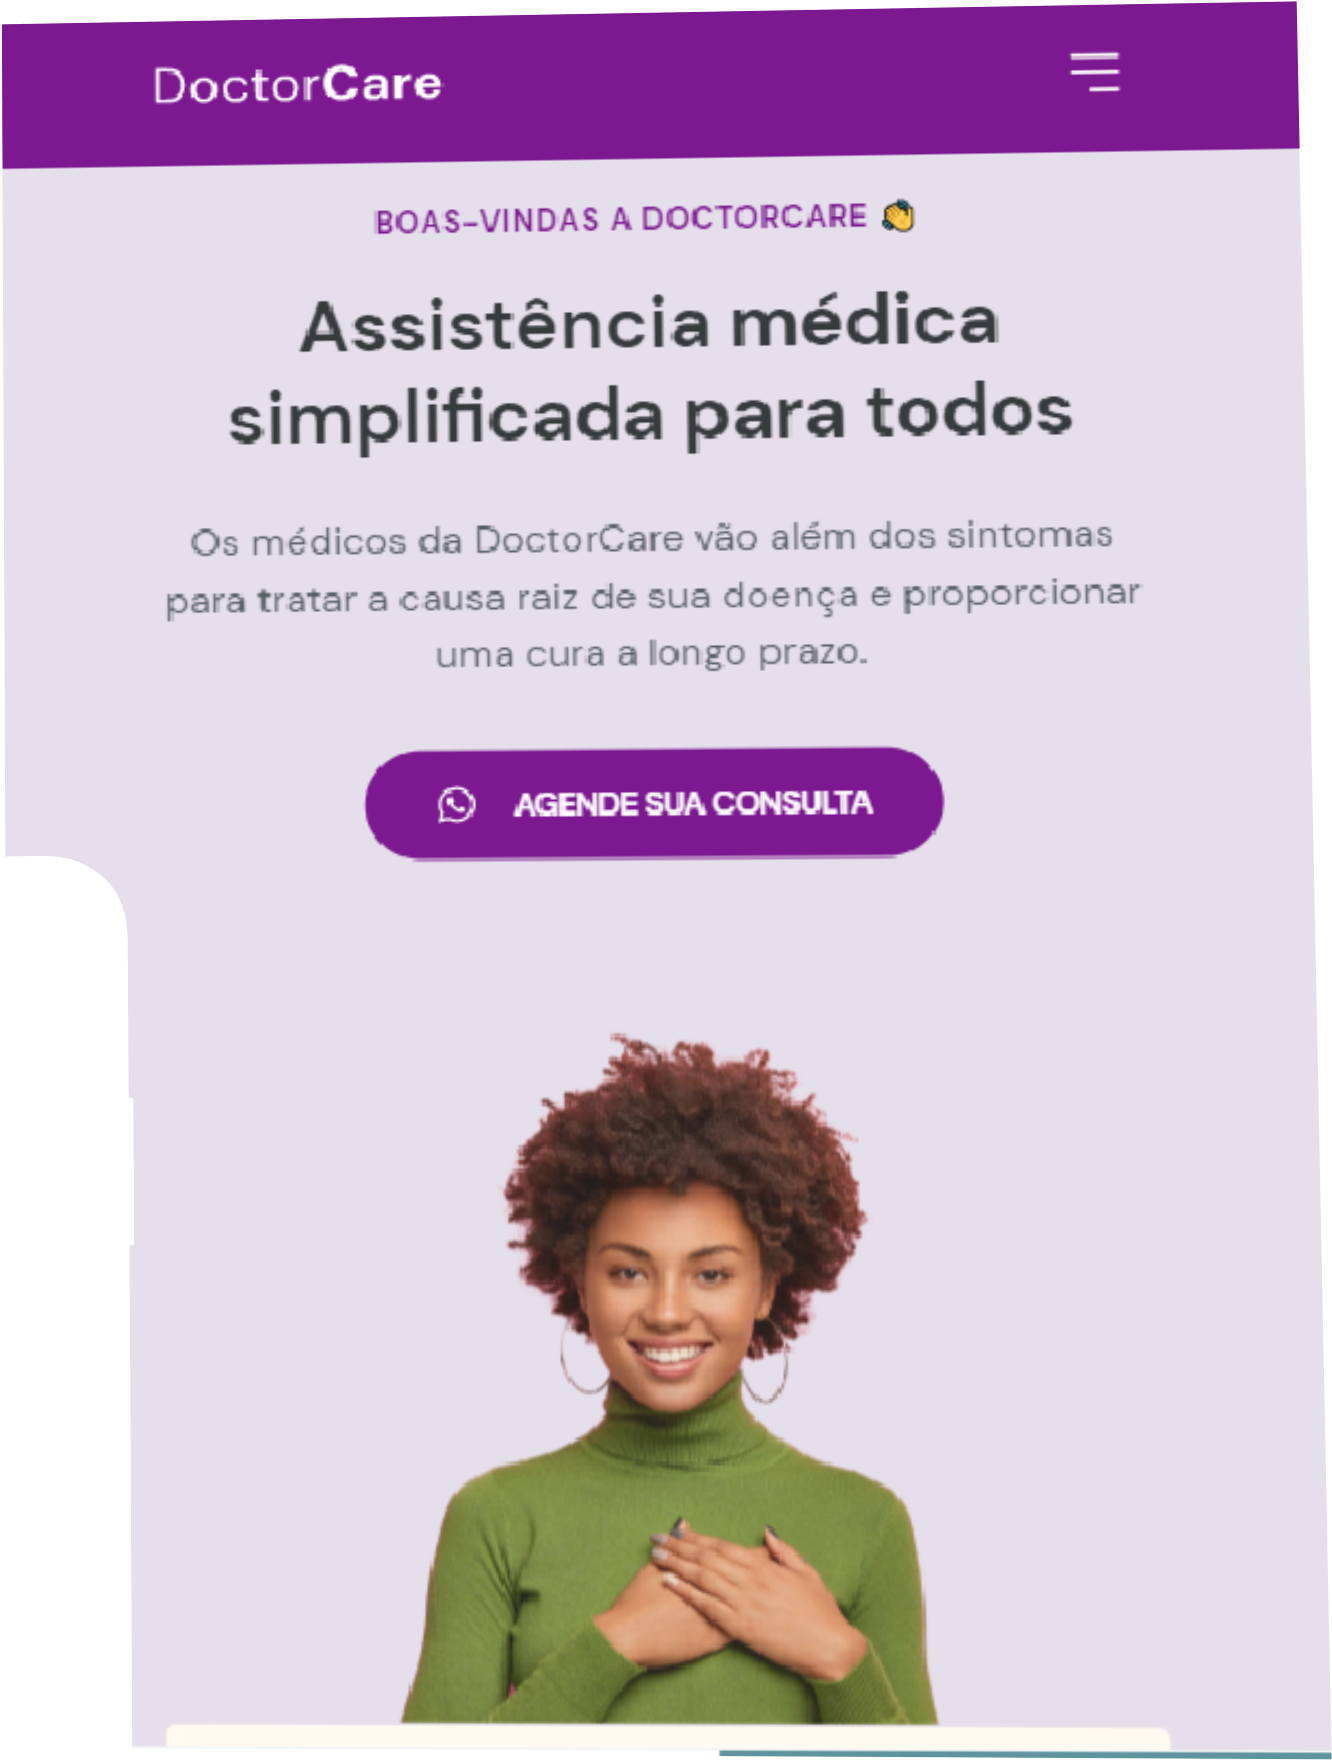 DoctorCare
BOAS-VINDAS A DOCTORCARE 👏
Assistência médica
simplificada para todos
Os médicos da DoctorCare vão além dos sintomas
para tratar a causa raiz de sua doença e proporcionar
uma cura a longo prazo.
AGENDE SUA CONSULTA